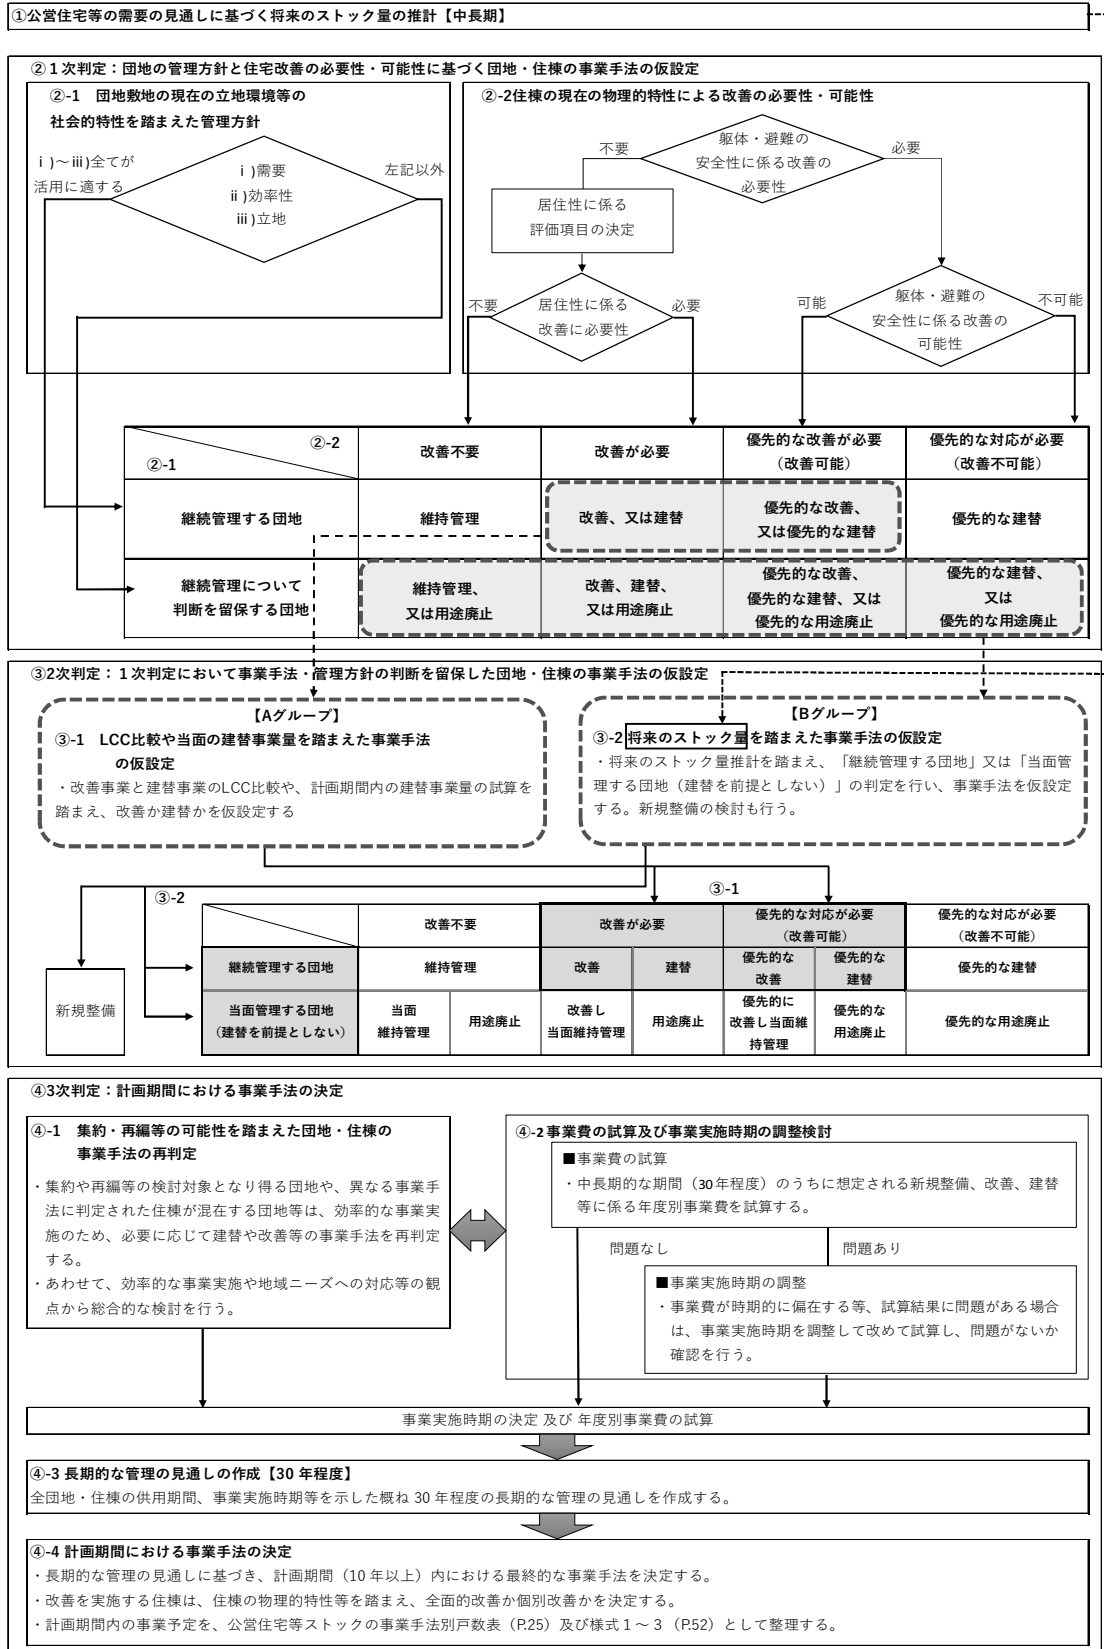 ①公営住宅等の需要の見通しに基づく将来のストック量の推計【中長期】
②１次判定：団地の管理方針と住宅改善の必要性・可能性に基づく団地・住棟の事業手法の仮設定
②-1　団地敷地の現在の立地環境等の
社会的特性を踏まえた管理方針
ⅰ)～ⅲ)全てが
活用に適する
ⅰ)需要
ⅱ)効率性
ⅲ)立地
左記以外
②-2住棟の現在の物理的特性による改善の必要性・可能性
不要
躯体・避難の
安全性に係る改善の
必要性
必要
居住性に係る
評価項目の決定
不要
居住性に係る
改善に必要性
必要
可能
躯体・避難の
安全性に係る改善の
可能性
不可能
②-2
②-1
改善不要
改善が必要
優先的な改善が必要
（改善可能）
優先的な対応が必要
（改善不可能）
継続管理する団地
維持管理
改善、又は建替
優先的な改善、
又は優先的な建替
優先的な建替
継続管理について
判断を留保する団地
維持管理、
又は用途廃止
改善、建替、
又は用途廃止
優先的な改善、
優先的な建替、又は
優先的な用途廃止
優先的な建替、
又は
優先的な用途廃止
③2次判定：１次判定において事業手法・管理方針の判断を留保した団地・住棟の事業手法の仮設定
【Aグループ】
③-1　LCC比較や当面の建替事業量を踏まえた事業手法
の仮設定
・改善事業と建替事業のLCC比較や、計画期間内の建替事業量の試算を
踏まえ、改善か建替かを仮設定する
【Bグループ】
③-2 将来のストック量を踏まえた事業手法の仮設定
・将来のストック量推計を踏まえ、「継続管理する団地」又は「当面管
理する団地（建替を前提としない）」の判定を行い、事業手法を仮設定
する。新規整備の検討も行う。
③-2
③-1
改善不要
改善が必要
優先的な対応が必要
（改善可能）
優先的な対応が必要
（改善不可能）
新規整備
継続管理する団地
維持管理
改善
建替
優先的な
改善
優先的な
建替
優先的な建替
当面管理する団地
（建替を前提としない）
当面
維持管理
用途廃止
改善し
当面維持管理
用途廃止
優先的に
改善し当面維
持管理
優先的な
用途廃止
優先的な用途廃止
④3次判定：計画期間における事業手法の決定
④-1　集約・再編等の可能性を踏まえた団地・住棟の
事業手法の再判定
・集約や再編等の検討対象となり得る団地や、異なる事業手
法に判定された住棟が混在する団地等は、効率的な事業実
施のため、必要に応じて建替や改善等の事業手法を再判定
する。
・あわせて、効率的な事業実施や地域ニーズへの対応等の観
点から総合的な検討を行う。
④-2事業費の試算及び事業実施時期の調整検討
■事業費の試算
・中長期的な期間（30年程度）のうちに想定される新規整備、改善、建替
等に係る年度別事業費を試算する。
問題なし
問題あり
■事業実施時期の調整
・事業費が時期的に偏在する等、試算結果に問題がある場合
は、事業実施時期を調整して改めて試算し、問題がないか
確認を行う。
事業実施時期の決定 及び 年度別事業費の試算
④-3 長期的な管理の見通しの作成【30 年程度】
全団地・住棟の供用期間、事業実施時期等を示した概ね 30 年程度の長期的な管理の見通しを作成する。
④-4 計画期間における事業手法の決定
・長期的な管理の見通しに基づき、計画期間（10 年以上）内における最終的な事業手法を決定する。
・改善を実施する住棟は、住棟の物理的特性等を踏まえ、全面的改善か個別改善かを決定する。
・計画期間内の事業予定を、公営住宅等ストックの事業手法別戸数表（P.25）及び様式１～３（P.52）として整理する。